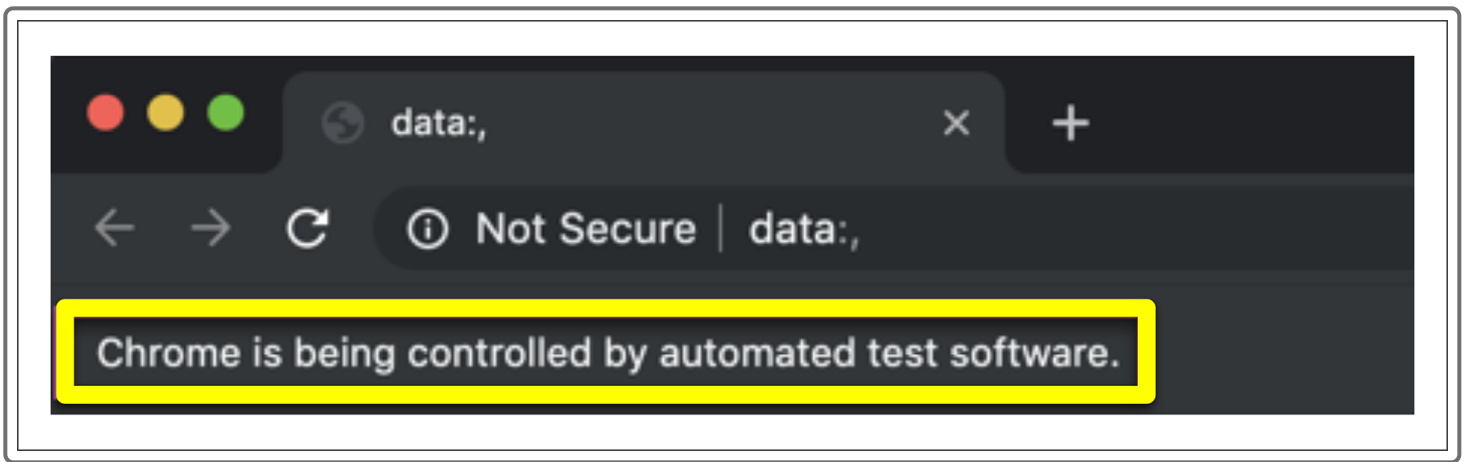 data:,
Not Secure | data:,
Chrome is being controlled by automated test software.